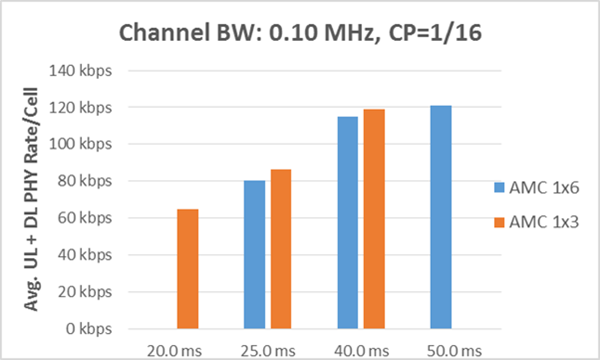 Channel BW: 0.10 MHz, CP=1/16
Avg. UL + DL PHY Rate/Cell
140 kbps
120 kbps
100 kbps
80 kbps
60 kbps
40 kbps
20 kbps
0 kbps
20.0 ms
25.0 ms
40.0 ms
50.0 ms
AMC 1x6
AMC 1x3